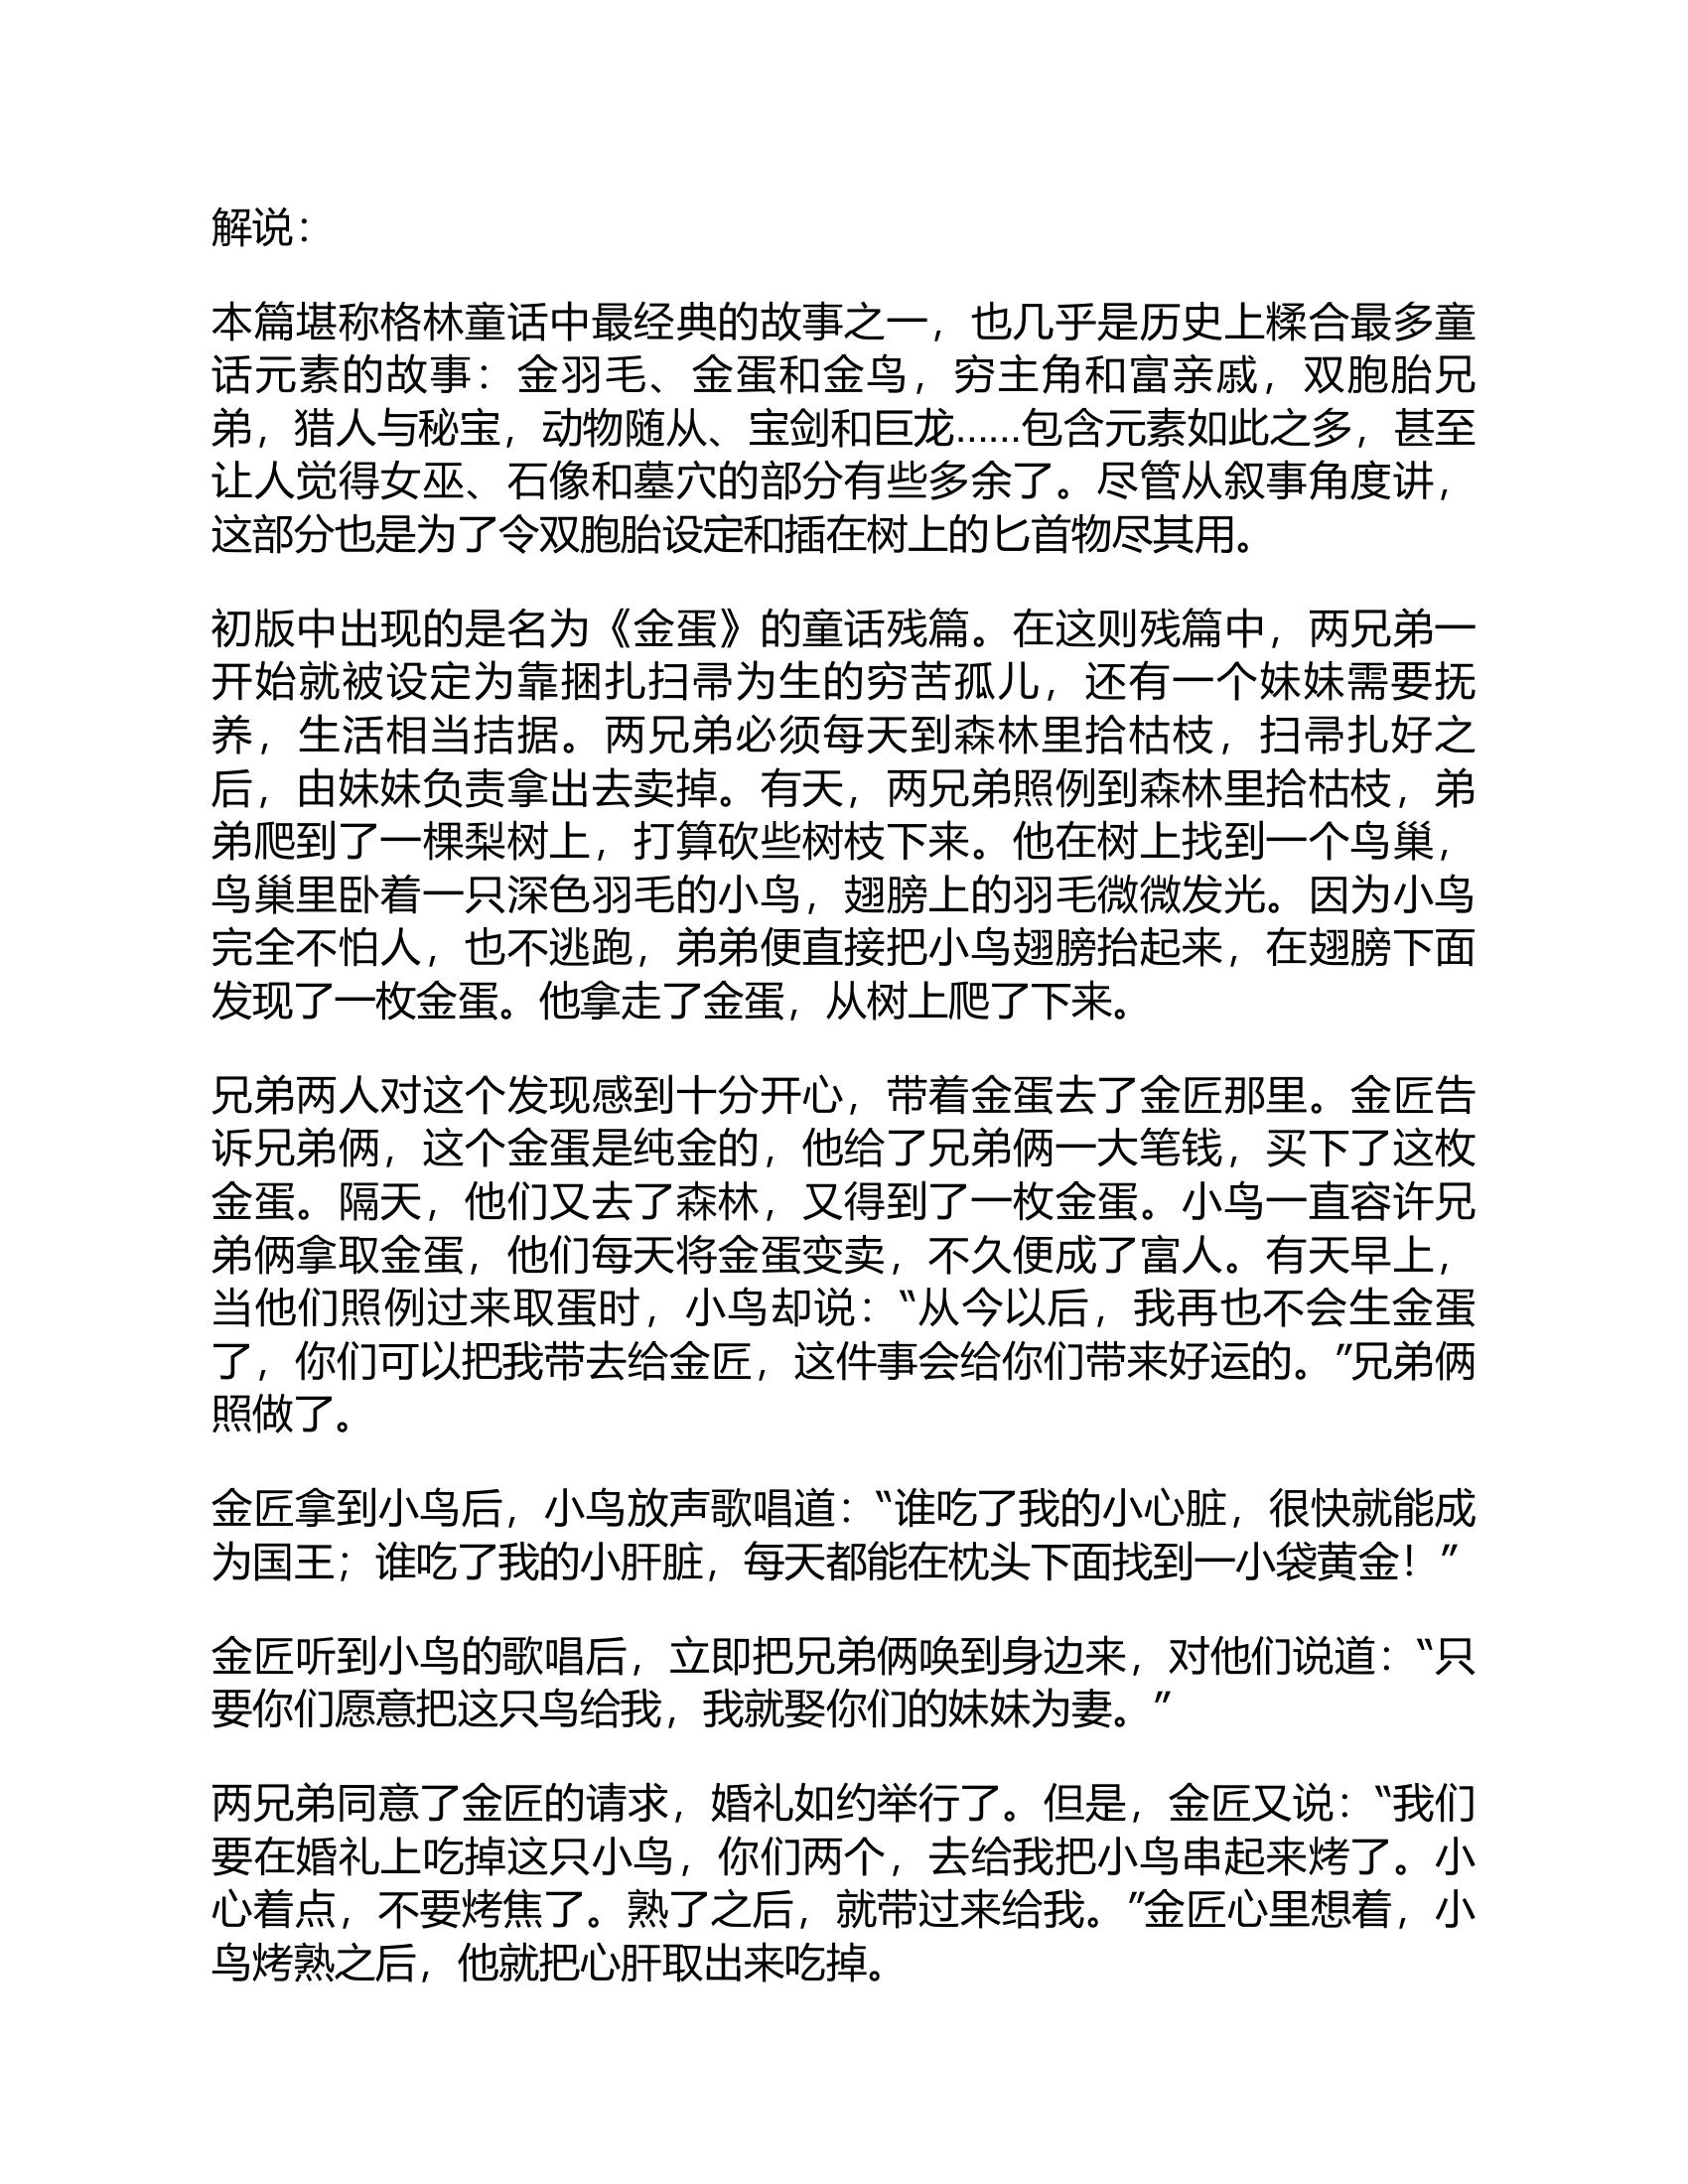 解说：
本篇堪称格林童话中最经典的故事之一，也几乎是历史上糅合最多童
话元素的故事：金羽毛、金蛋和金鸟，穷主角和富亲戚，双胞胎兄
弟，猎人与秘宝，动物随从、宝剑和巨龙……包含元素如此之多，甚至
让人觉得女巫、石像和墓穴的部分有些多余了。尽管从叙事角度讲，
这部分也是为了令双胞胎设定和插在树上的匕首物尽其用。
初版中出现的是名为《金蛋》的童话残篇。在这则残篇中，两兄弟一
开始就被设定为靠捆扎扫帚为生的穷苦孤儿，还有一个妹妹需要抚
养，生活相当拮据。两兄弟必须每天到森林里拾枯枝，扫帚扎好之
后，由妹妹负责拿出去卖掉。有天，两兄弟照例到森林里拾枯枝，弟
弟爬到了一棵梨树上，打算砍些树枝下来。他在树上找到一个鸟巢，
鸟巢里卧着一只深色羽毛的小鸟，翅膀上的羽毛微微发光。因为小鸟
完全不怕人，也不逃跑，弟弟便直接把小鸟翅膀抬起来，在翅膀下面
发现了一枚金蛋。他拿走了金蛋，从树上爬了下来。
兄弟两人对这个发现感到十分开心，带着金蛋去了金匠那里。金匠告
诉兄弟俩，这个金蛋是纯金的，他给了兄弟俩一大笔钱，买下了这枚
金蛋。隔天，他们又去了森林，又得到了一枚金蛋。小鸟一直容许兄
弟俩拿取金蛋，他们每天将金蛋变卖，不久便成了富人。有天早上，
当他们照例过来取蛋时，小鸟却说：“从今以后，我再也不会生金蛋
了，你们可以把我带去给金匠，这件事会给你们带来好运的。”兄弟俩
照做了。
金匠拿到小鸟后，小鸟放声歌唱道：“谁吃了我的小心脏，很快就能成
为国王；谁吃了我的小肝脏，每天都能在枕头下面找到一小袋黄金！”
金匠听到小鸟的歌唱后，立即把兄弟俩唤到身边来，对他们说道：“只
要你们愿意把这只鸟给我，我就娶你们的妹妹为妻。”
两兄弟同意了金匠的请求，婚礼如约举行了。但是，金匠又说：“我们
要在婚礼上吃掉这只小鸟，你们两个，去给我把小鸟串起来烤了。小
心着点，不要烤焦了。熟了之后，就带过来给我。”金匠心里想着，小
鸟烤熟之后，他就把心肝取出来吃掉。